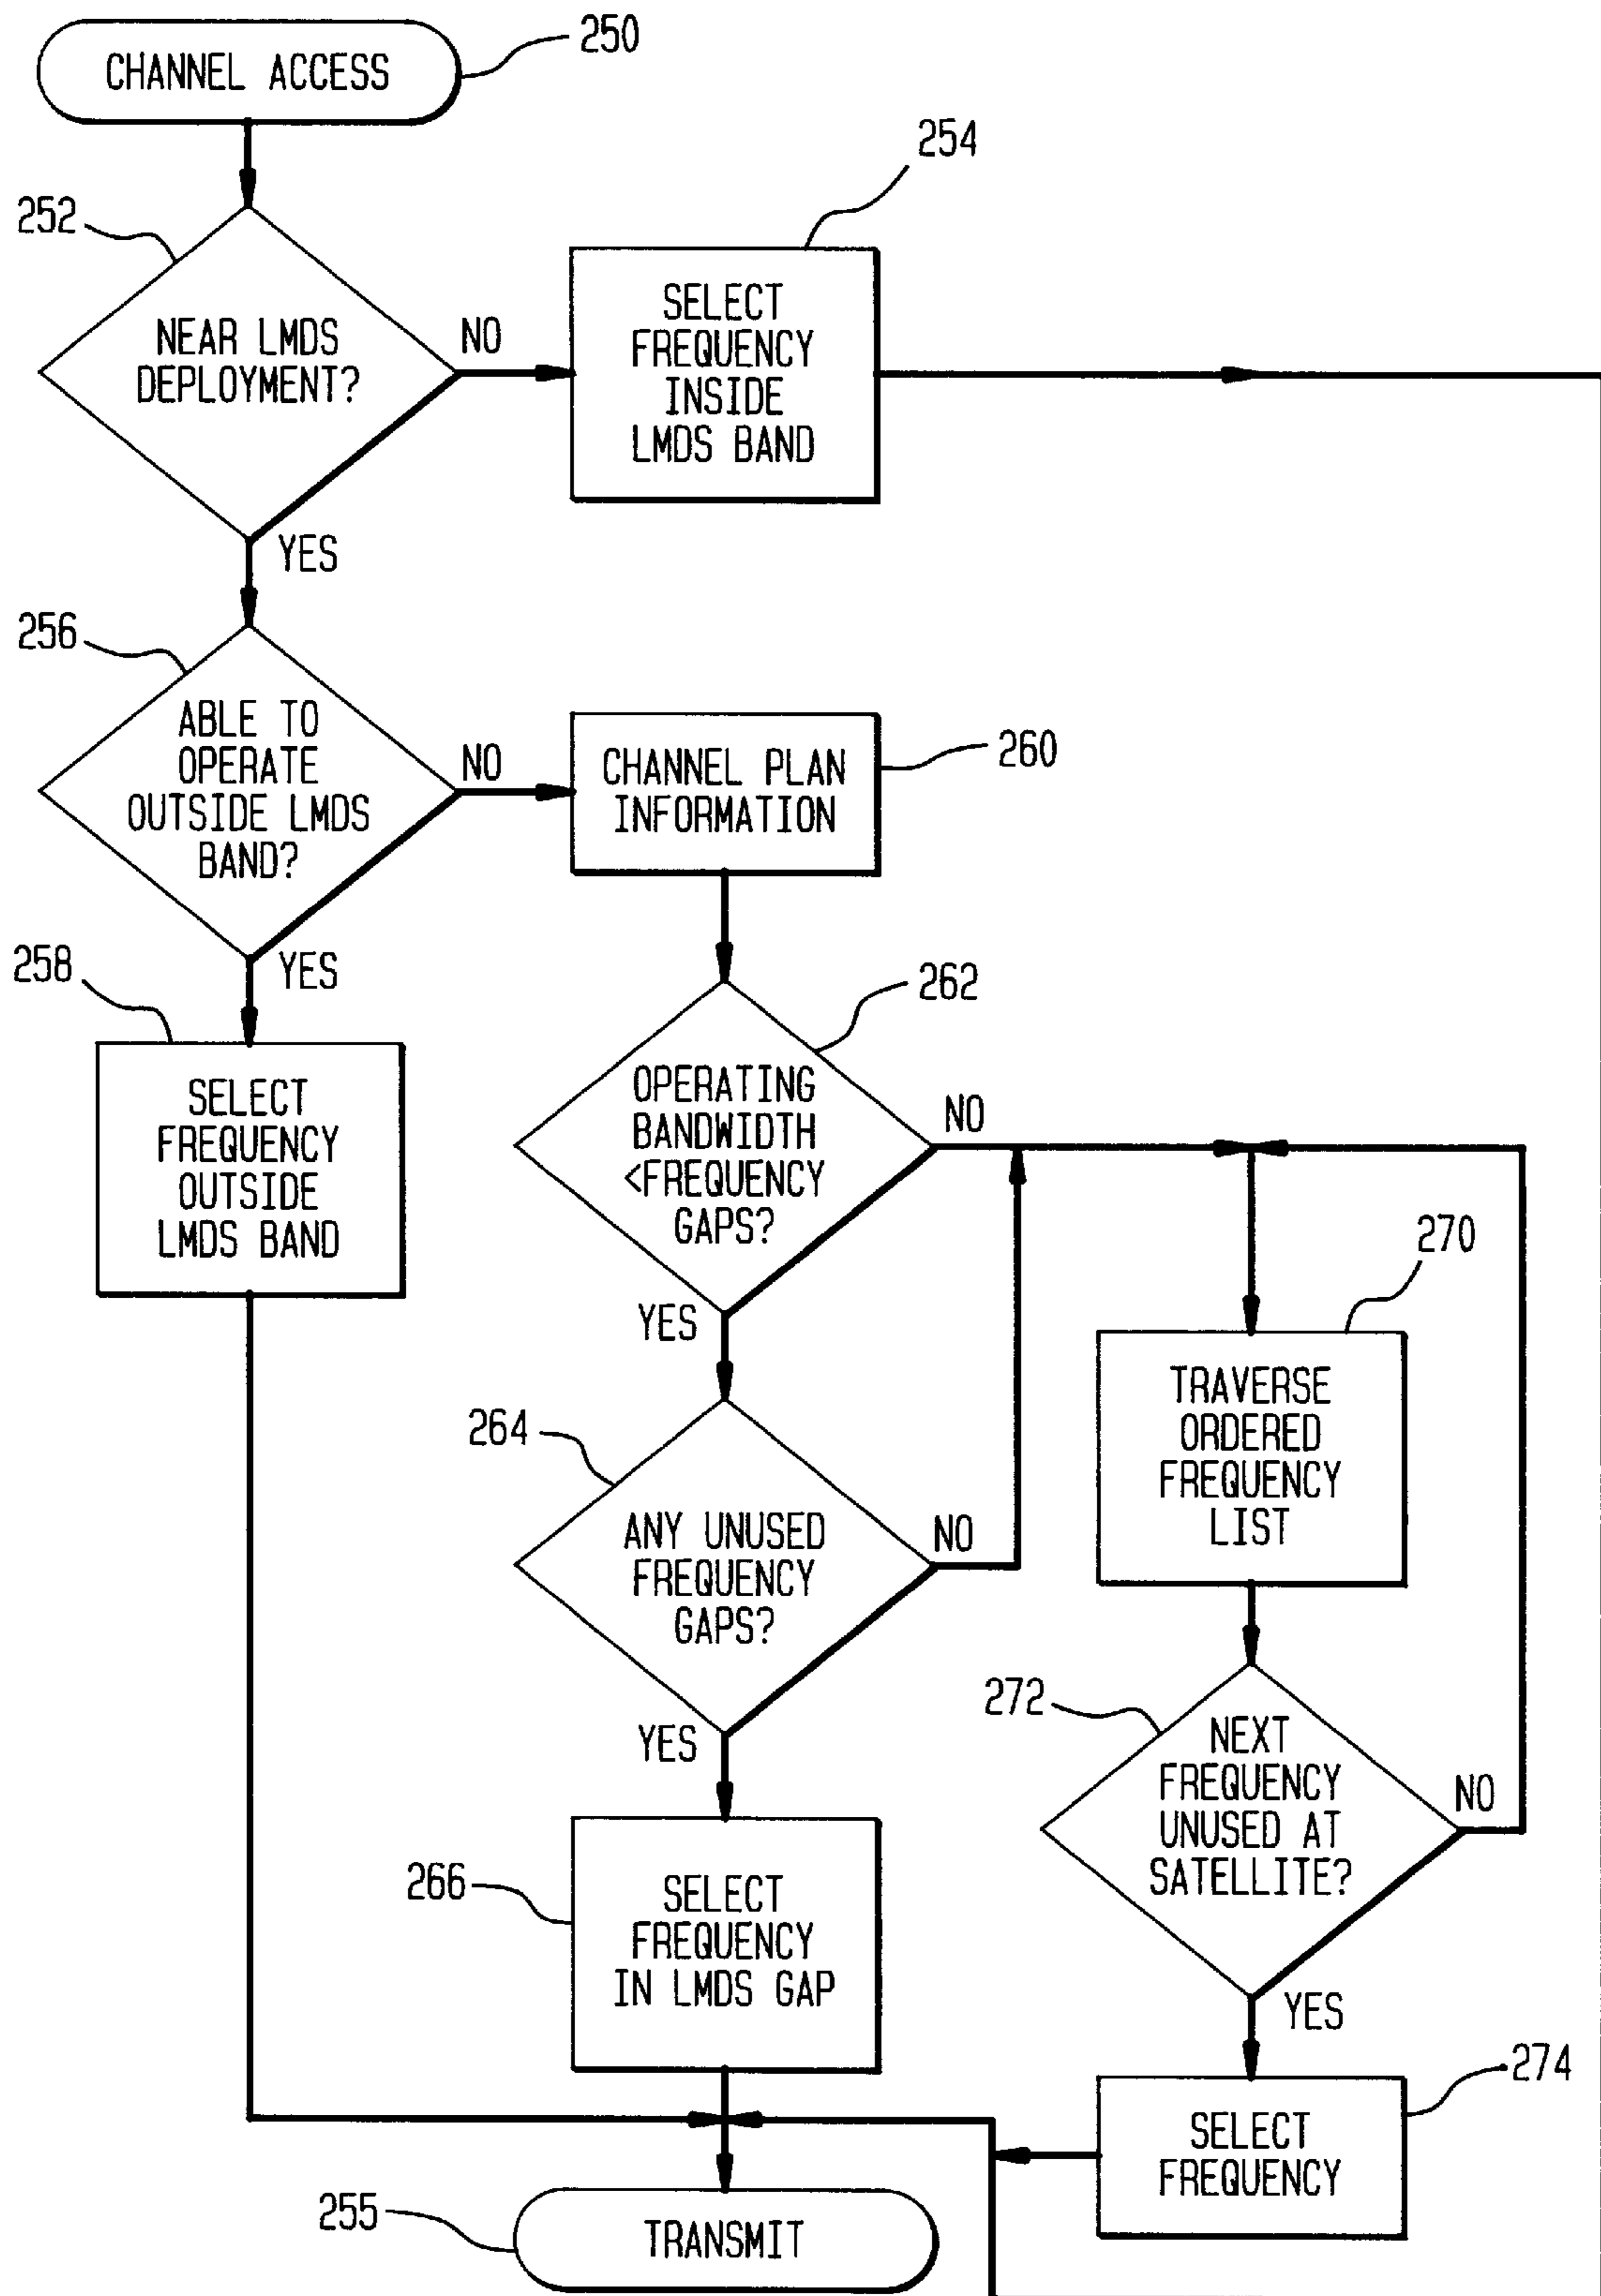 CHANNEL ACCESS
250
252
NEAR LMDS
DEPLOYMENT?
NO
YES
254
SELECT
FREQUENCY
INSIDE
LMDS BAND
256
ABLE TO
OPERATE
OUTSIDE LMDS
BAND?
NO
YES
CHANNEL PLAN
INFORMATION
260
258
SELECT
FREQUENCY
OUTSIDE
LMDS BAND
262
OPERATING
BANDWIDTH
<FREQUENCY
GAPS?
NO
YES
264
ANY UNUSED
FREQUENCY
GAPS?
NO
YES
270
TRAVERSE
ORDERED
FREQUENCY
LIST
272
NEXT
FREQUENCY
UNUSED AT
SATELLITE?
NO
YES
266
SELECT
FREQUENCY
IN LMDS GAP
274
SELECT
FREQUENCY
255
TRANSMIT